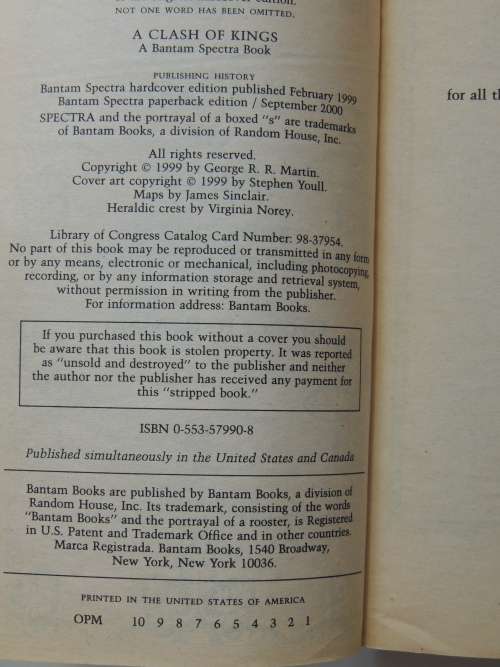 NOT ONE WORD HAS BEEN OMITTED.
A CLASH OF KINGS
A Bantam Spectra Book
PUBLISHING HISTORY
Bantam Spectra hardcover edition published February 1999
Bantam Spectra paperback edition / September 2000
SPECTRA and the portrayal of a boxed "s" are trademarks
of Bantam Books, a division of Random House, Inc.
All rights reserved.
Copyright © 1999 by George R. R. Martin.
Cover art copyright © 1999 by Stephen Youll.
Maps by James Sinclair.
Heraldic crest by Virginia Norey.
Library of Congress Catalog Card Number: 98-37954.
No part of this book may be reproduced or transmitted in any form
or by any means, electronic or mechanical, including photocopying,
recording, or by any information storage and retrieval system,
without permission in writing from the publisher.
For information address: Bantam Books.
If you purchased this book without a cover you should
be aware that this book is stolen property. It was reported
as "unsold and destroyed" to the publisher and neither
the author nor the publisher has received any payment for
this "stripped book."
ISBN 0-553-57990-8
Published simultaneously in the United States and Canada
Bantam Books are published by Bantam Books, a division of
Random House, Inc. Its trademark, consisting of the words
"Bantam Books" and the portrayal of a rooster, is Registered
in U.S. Patent and Trademark Office and in other countries.
Marca Registrada. Bantam Books, 1540 Broadway,
New York, New York 10036.
PRINTED IN THE UNITED STATES OF AMERICA
OPM 10 9 8 7 6 5 4 3 2 1
for all th